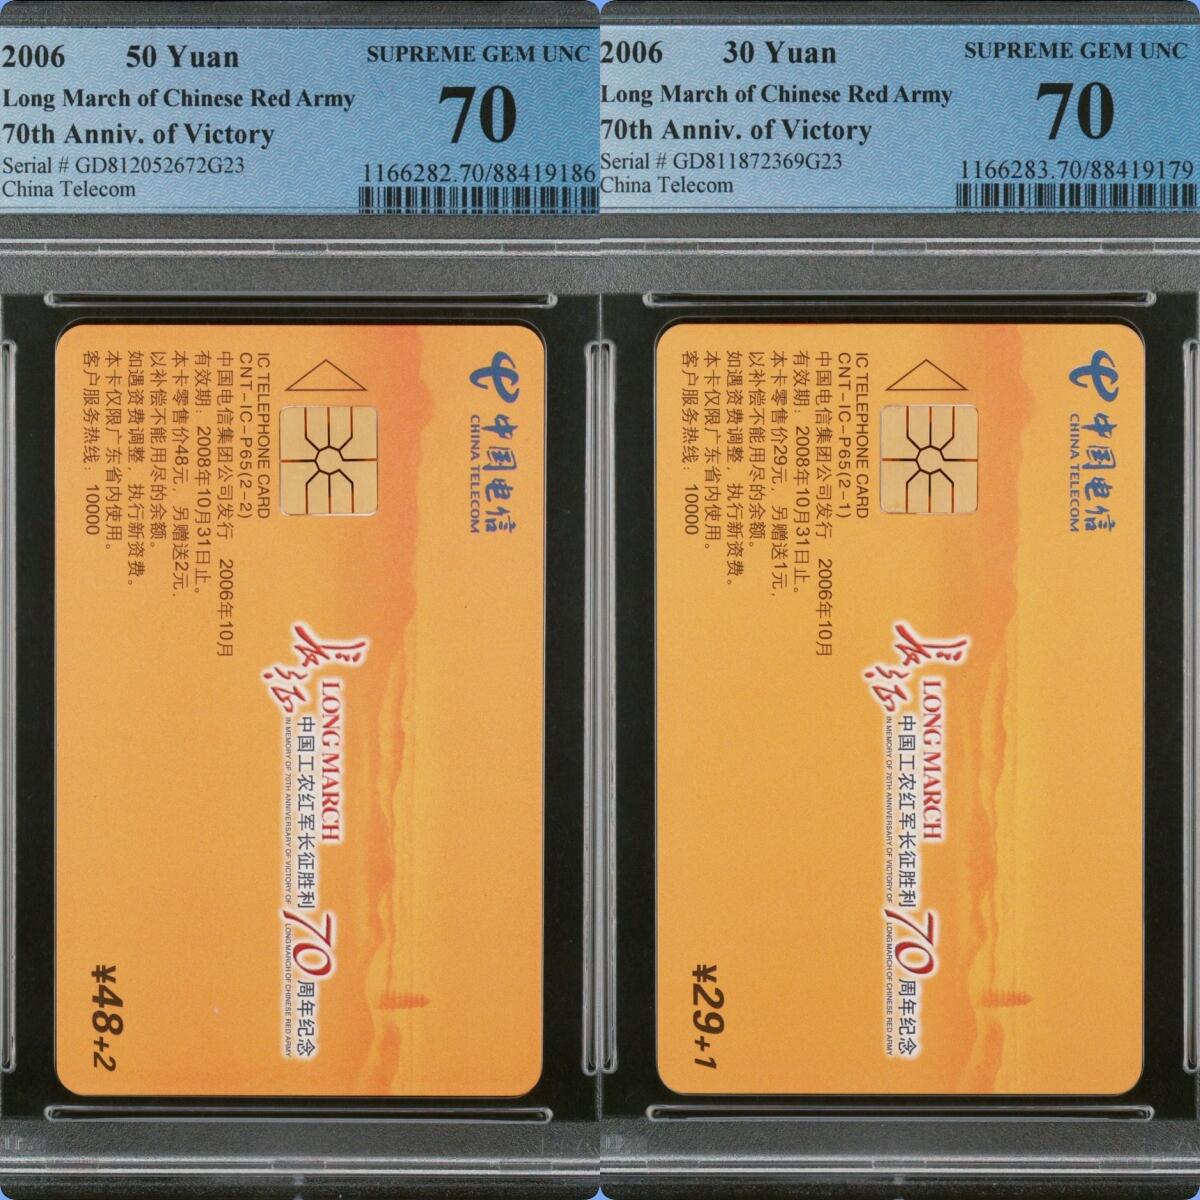 2006 50 Yuan
Long March of Chinese Red Army
70th Anniv. of Victory
Serial # GD812052672G23
China Telecom
SUPREME GEM UNC
70
1166282.70/88419186
中国电信
CHINA TELECOM
IC TELEPHONE CARD
CNT-IC-P65(2-2)
中国电信集团公司发行 2006年10月
有效期：2008年10月31日止。
本卡零售价48元，另赠送2元，
以补偿不能用尽的余额。
如遇资费调整，执行新资费。
本卡仅限广东省内使用。
客户服务热线：10000
长征
LONG MARCH
中国工农红军长征胜利70周年纪念
IN MEMORY OF 70TH ANNIVERSARY OF VICTORY OF LONG MARCH OF CHINESE RED ARMY
¥48+2
2006 30 Yuan
Long March of Chinese Red Army
70th Anniv. of Victory
Serial # GD811872369G23
China Telecom
SUPREME GEM UNC
70
1166283.70/88419179
中国电信
CHINA TELECOM
IC TELEPHONE CARD
CNT-IC-P65(2-1)
中国电信集团公司发行 2006年10月
有效期：2008年10月31日止。
本卡零售价29元，另赠送1元，
以补偿不能用尽的余额。
如遇资费调整，执行新资费。
本卡仅限广东省内使用。
客户服务热线：10000
长征
LONG MARCH
中国工农红军长征胜利70周年纪念
IN MEMORY OF 70TH ANNIVERSARY OF VICTORY OF LONG MARCH OF CHINESE RED ARMY
¥29+1